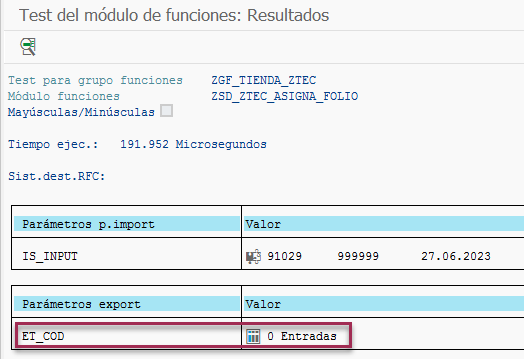 Test del módulo de funciones: Resultados
Test para grupo funciones ZGF_TIENDA_ZTEC
Módulo funciones ZSD_ZTEC_ASIGNA_FOLIO
Mayúsculas/Minúsculas
Tiempo ejec.: 191.952 Microsegundos
Sist.dest.RFC:
Parámetros p.import Valor
IS_INPUT 91029 999999 27.06.2023
Parámetros export Valor
ET_COD 0 Entradas